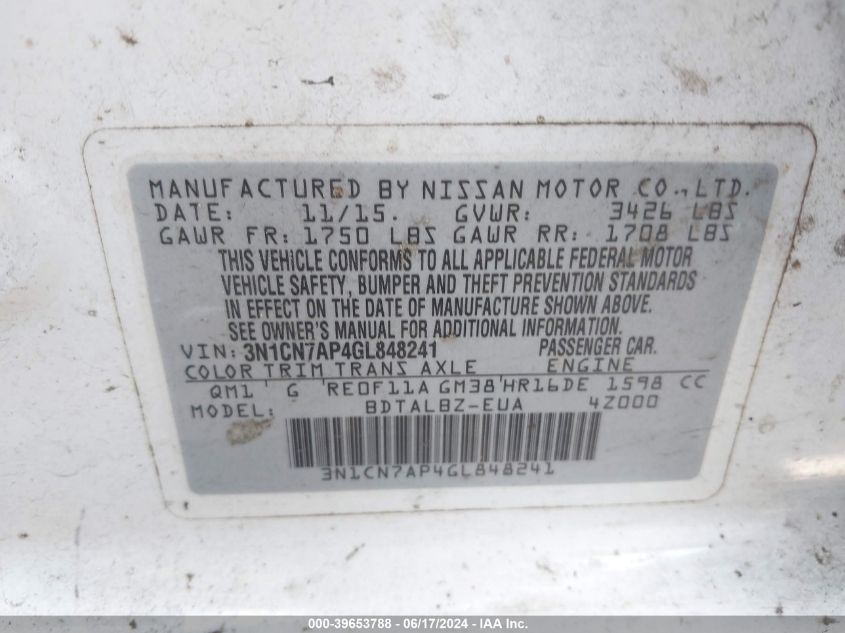 MANUFACTURED BY NISSAN MOTOR CO., LTD.
DATE: 11/15. GVWR: 3426 LBS
GAWR FR: 1750 LBS GAWR RR: 1708 LBS
THIS VEHICLE CONFORMS TO ALL APPLICABLE FEDERAL MOTOR
VEHICLE SAFETY, BUMPER AND THEFT PREVENTION STANDARDS
IN EFFECT ON THE DATE OF MANUFACTURE SHOWN ABOVE.
SEE OWNER'S MANUAL FOR ADDITIONAL INFORMATION.
VIN: 3N1CN7AP4GL848241 PASSENGER CAR.
COLOR TRIM TRANS AXLE ENGINE
QM1 G RE0F11A GM38 HR16DE 1598 CC
MODEL: BDTALBZ-EUA 4Z000
3N1CN7AP4GL848241
000-39653788 - 06/17/2024 - IAA Inc.